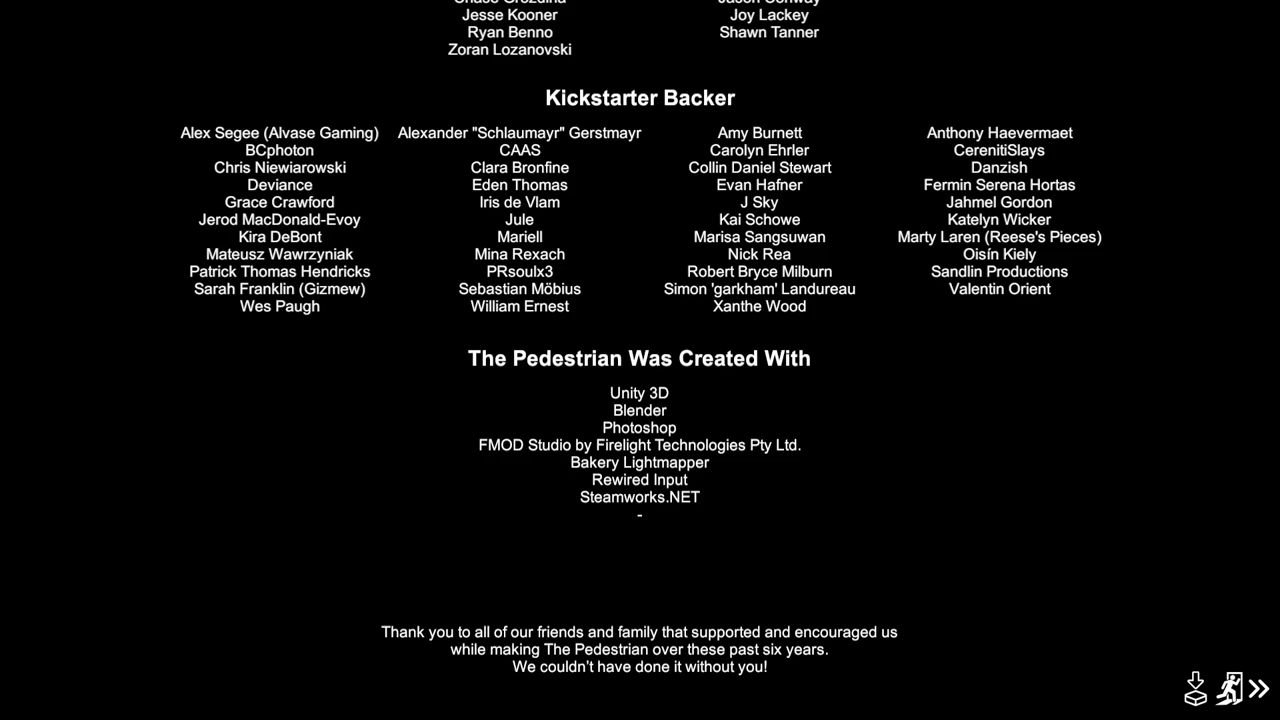 Jesse Kooner Joy Lackey
Ryan Benno Shawn Tanner
Zoran Lozanovski
Kickstarter Backer
Alex Segee (Alvase Gaming) Alexander "Schlaumayr" Gerstmayr Amy Burnett Anthony Haevermaet
BCphoton CAAS Carolyn Ehrler CerenitiSlays
Chris Niewiarowski Clara Bronfine Collin Daniel Stewart Danzish
Deviance Eden Thomas Evan Hafner Fermin Serena Hortas
Grace Crawford Iris de Vlam J Sky Jahmel Gordon
Jerod MacDonald-Evoy Jule Kai Schowe Katelyn Wicker
Kira DeBont Mariell Marisa Sangsuwan Marty Laren (Reese's Pieces)
Mateusz Wawrzyniak Mina Rexach Nick Rea Oisín Kiely
Patrick Thomas Hendricks PRsoulx3 Robert Bryce Milburn Sandlin Productions
Sarah Franklin (Gizmew) Sebastian Möbius Simon 'garkham' Landureau Valentin Orient
Wes Paugh William Ernest Xanthe Wood
The Pedestrian Was Created With
Unity 3D
Blender
Photoshop
FMOD Studio by Firelight Technologies Pty Ltd.
Bakery Lightmapper
Rewired Input
Steamworks.NET
-
Thank you to all of our friends and family that supported and encouraged us
while making The Pedestrian over these past six years.
We couldn't have done it without you!